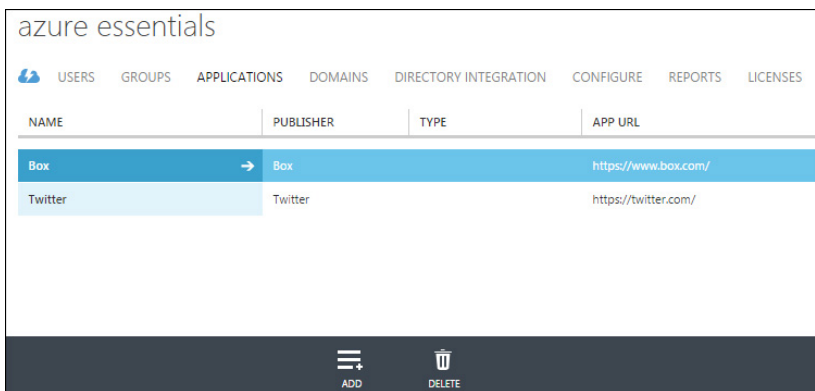 azure essentials
USERS GROUPS APPLICATIONS DOMAINS DIRECTORY INTEGRATION CONFIGURE REPORTS LICENSES
NAME PUBLISHER TYPE APP URL
Box Box https://www.box.com/
Twitter Twitter https://twitter.com/
ADD DELETE